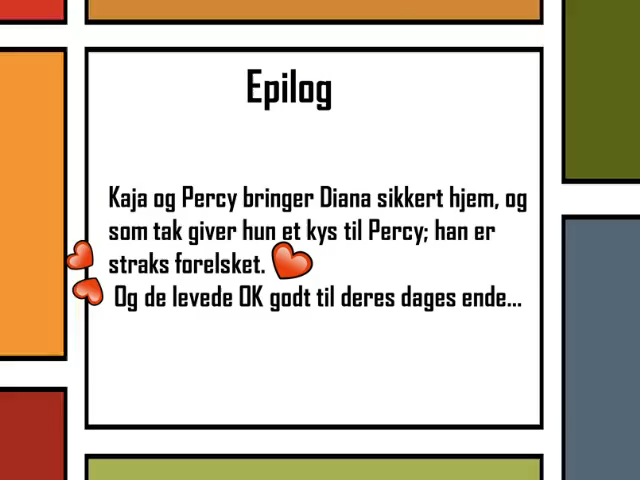 Epilog
Kaja og Percy bringer Diana sikkert hjem, og
som tak giver hun et kys til Percy; han er
straks forelsket.
Og de levede OK godt til deres dages ende...